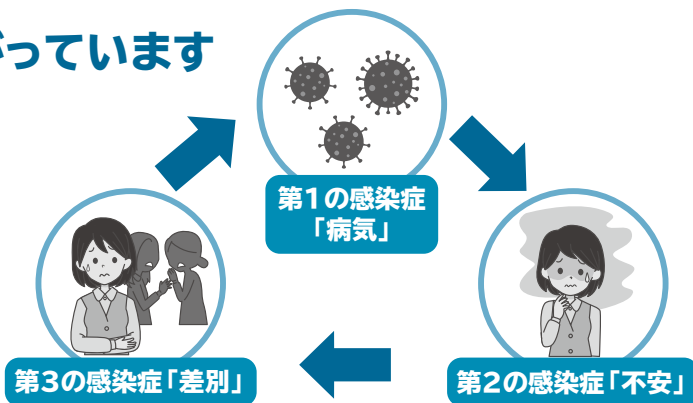 がっています
第1の感染症
「病気」
第3の感染症「差別」
第2の感染症「不安」